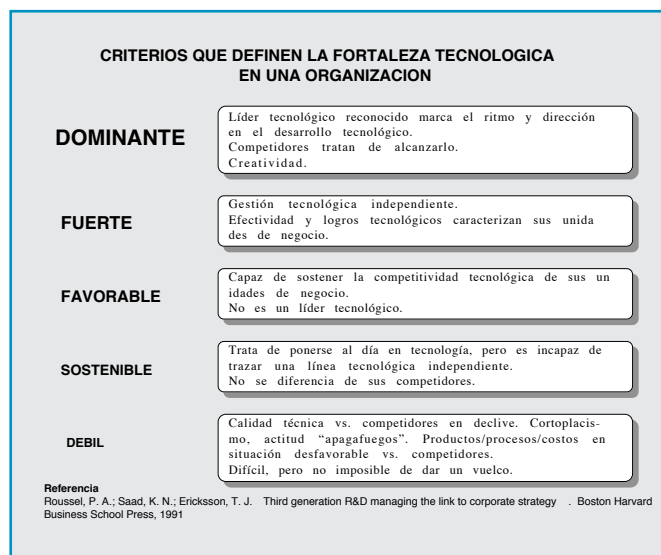 CRITERIOS QUE DEFINEN LA FORTALEZA TECNOLOGICA
EN UNA ORGANIZACION
DOMINANTE
Líder tecnológico reconocido marca el ritmo y dirección
en el desarrollo tecnológico.
Competidores tratan de alcanzarlo.
Creatividad.
FUERTE
Gestión tecnológica independiente.
Efectividad y logros tecnológicos caracterizan sus unida
des de negocio.
FAVORABLE
Capaz de sostener la competitividad tecnológica de sus un
idades de negocio.
No es un líder tecnológico.
SOSTENIBLE
Trata de ponerse al día en tecnología, pero es incapaz de
trazar una línea tecnológica independiente.
No se diferencia de sus competidores.
DEBIL
Calidad técnica vs. competidores en declive. Cortoplacis-
mo, actitud “apagafuegos”. Productos/procesos/costos en
situación desfavorable vs. competidores.
Difícil, pero no imposible de dar un vuelco.
Referencia
Roussel, P. A.; Saad, K. N.; Ericksson, T. J. Third generation R&D managing the link to corporate strategy . Boston Harvard
Business School Press, 1991